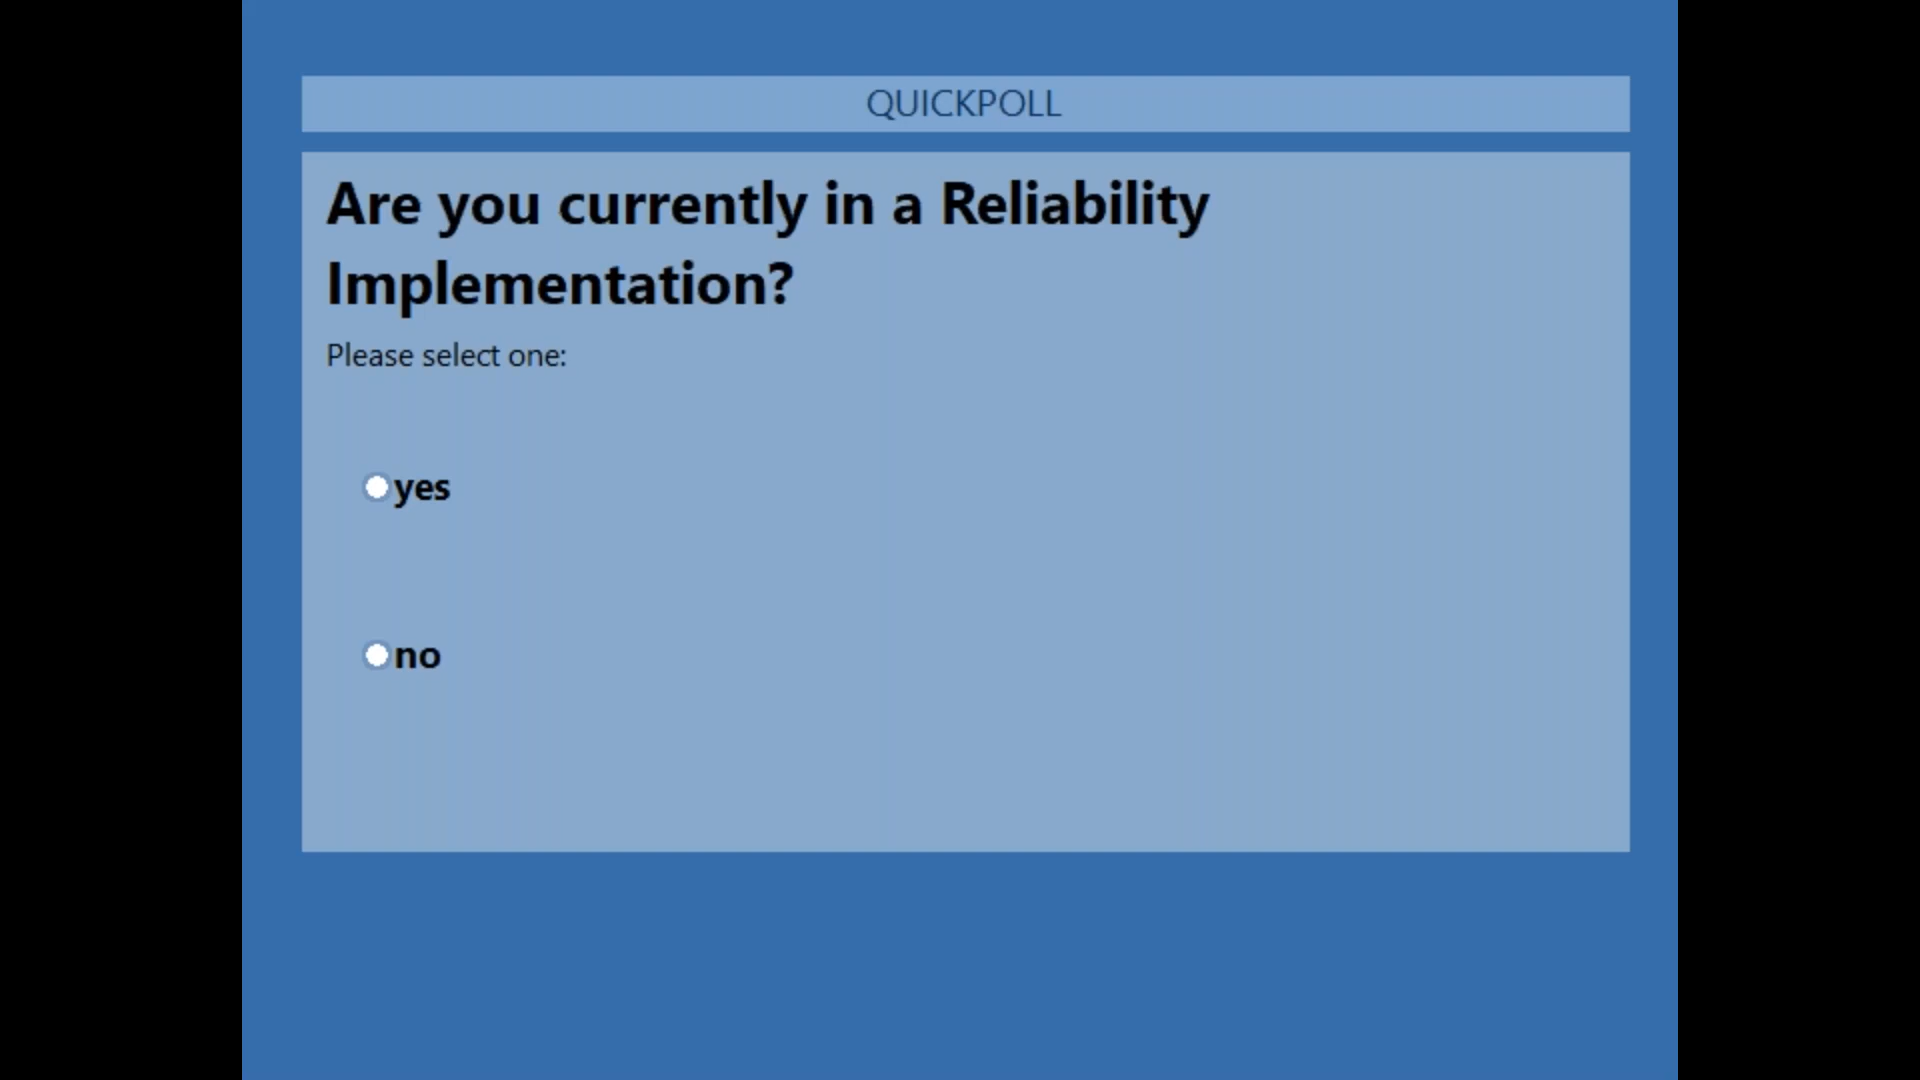 QUICKPOLL
Are you currently in a Reliability
Implementation?
Please select one:
yes
no